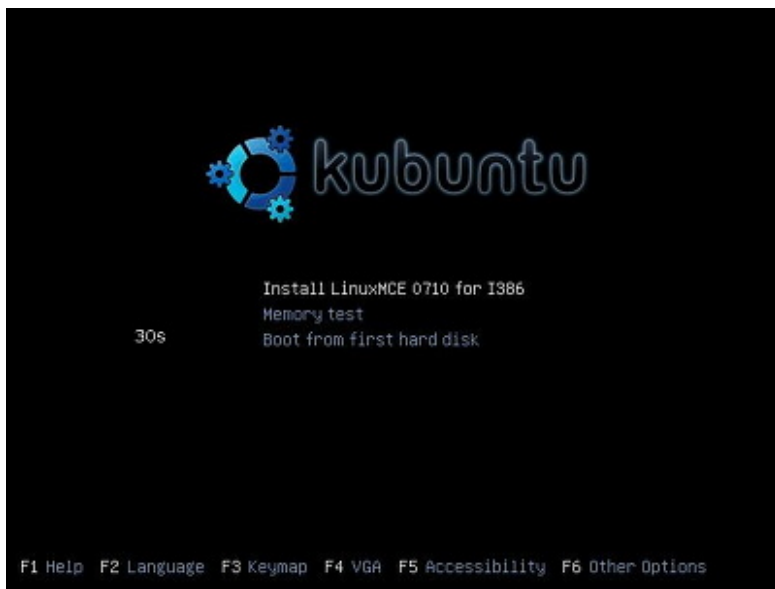 kubuntu
Install LinuxMCE 0710 for I386
Memory test
30s
Boot from first hard disk
F1 Help F2 Language F3 Keymap F4 VGA F5 Accessibility F6 Other Options